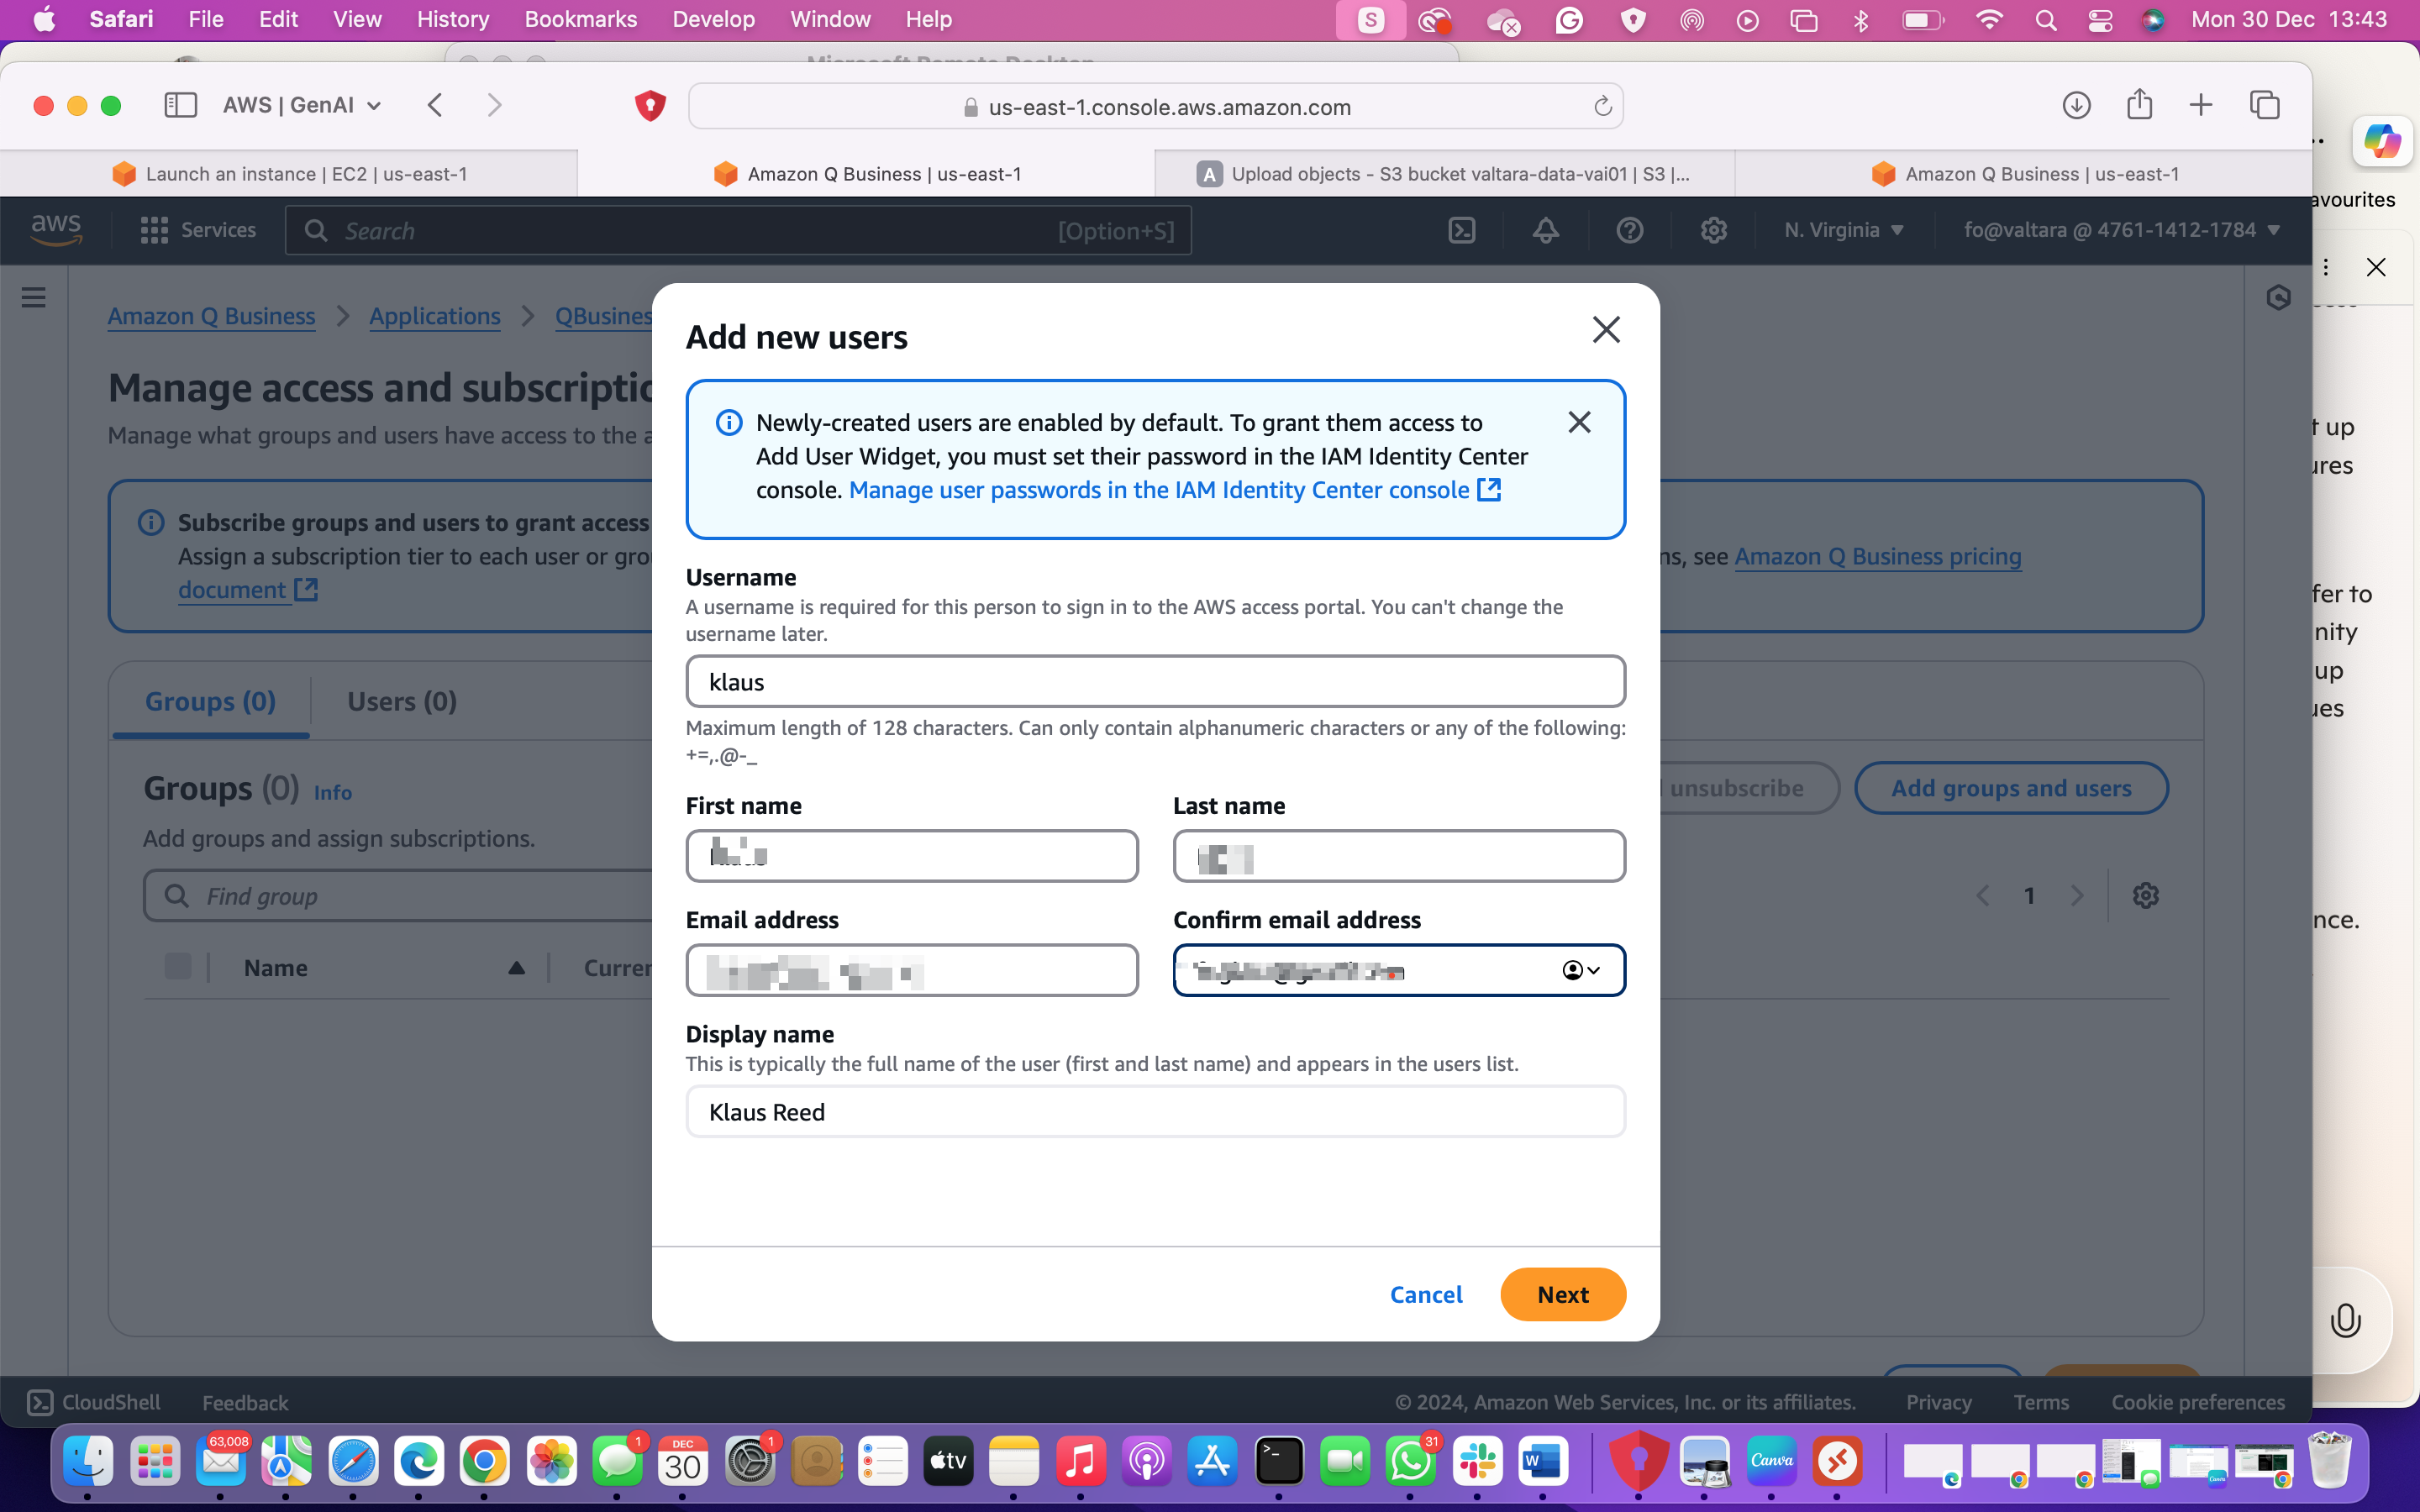 Safari File Edit View History Bookmarks Develop Window Help
S
Mon 30 Dec 13:43
AWS | GenAI
us-east-1.console.aws.amazon.com
Launch an instance | EC2 | us-east-1
Amazon Q Business | us-east-1
A Upload objects - S3 bucket valtara-data-vai01 | S3 |...
Amazon Q Business | us-east-1
avourites
aws
Services
Search
[Option+S]
N. Virginia
fo@valtara @ 4761-1412-1784
Amazon Q Business
Applications
QBusines
Manage access and subscriptio
Manage what groups and users have access to the a
Subscribe groups and users to grant access
Assign a subscription tier to each user or gro
ns, see Amazon Q Business pricing
document
Groups (0)
Users (0)
Groups (0) Info
Add groups and assign subscriptions.
unsubscribe
Add groups and users
Find group
1
Name
Curren
Add new users
Newly-created users are enabled by default. To grant them access to
Add User Widget, you must set their password in the IAM Identity Center
console. Manage user passwords in the IAM Identity Center console
Username
A username is required for this person to sign in to the AWS access portal. You can't change the
username later.
klaus
Maximum length of 128 characters. Can only contain alphanumeric characters or any of the following:
+=,.@-_
First name
Last name
Email address
Confirm email address
Display name
This is typically the full name of the user (first and last name) and appears in the users list.
Klaus Reed
Cancel
Next
t up
ures
fer to
nity
up
ues
nce.
CloudShell
Feedback
© 2024, Amazon Web Services, Inc. or its affiliates.
Privacy
Terms
Cookie preferences
63,008
1
DEC
30
1
tv
31
W
Canva